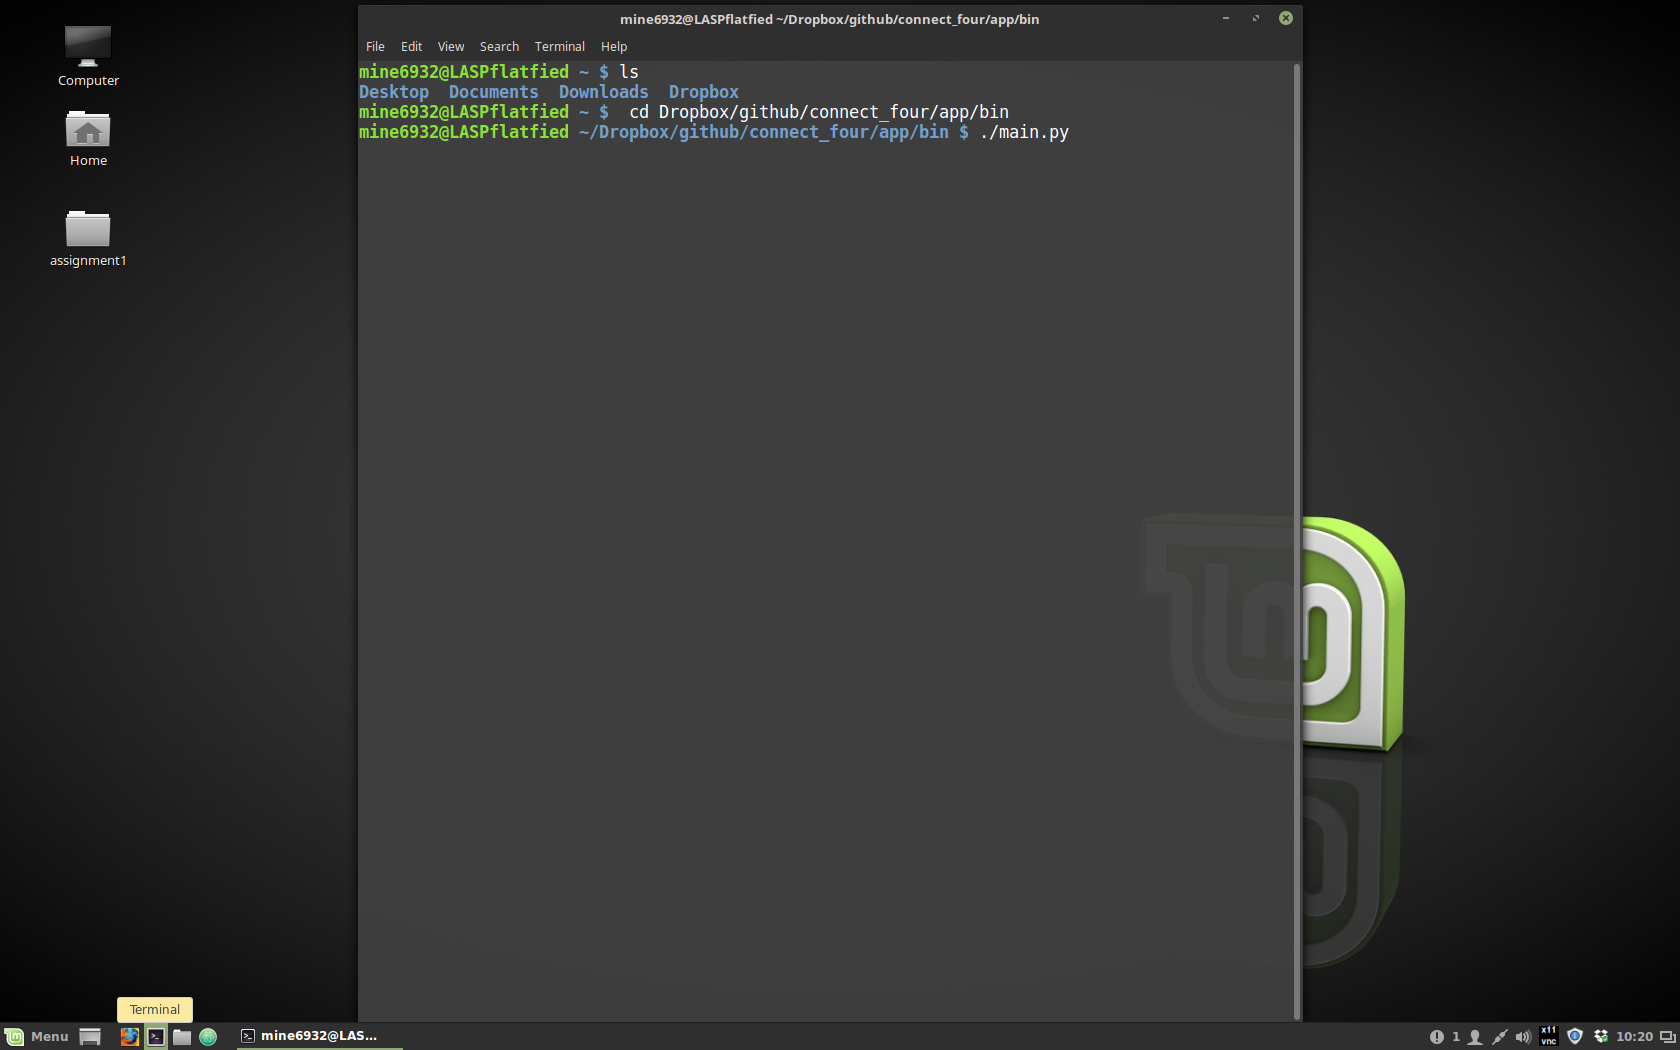 mine6932@LASPflatfied ~/Dropbox/github/connect_four/app/bin
File Edit View Search Terminal Help
mine6932@LASPflatfied ~ $ ls
Desktop  Documents  Downloads  Dropbox
mine6932@LASPflatfied ~ $  cd Dropbox/github/connect_four/app/bin
mine6932@LASPflatfied ~/Dropbox/github/connect_four/app/bin $ ./main.py
Computer
Home
assignment1
Terminal
Menu
mine6932@LAS...
1
x11
vnc
10:20